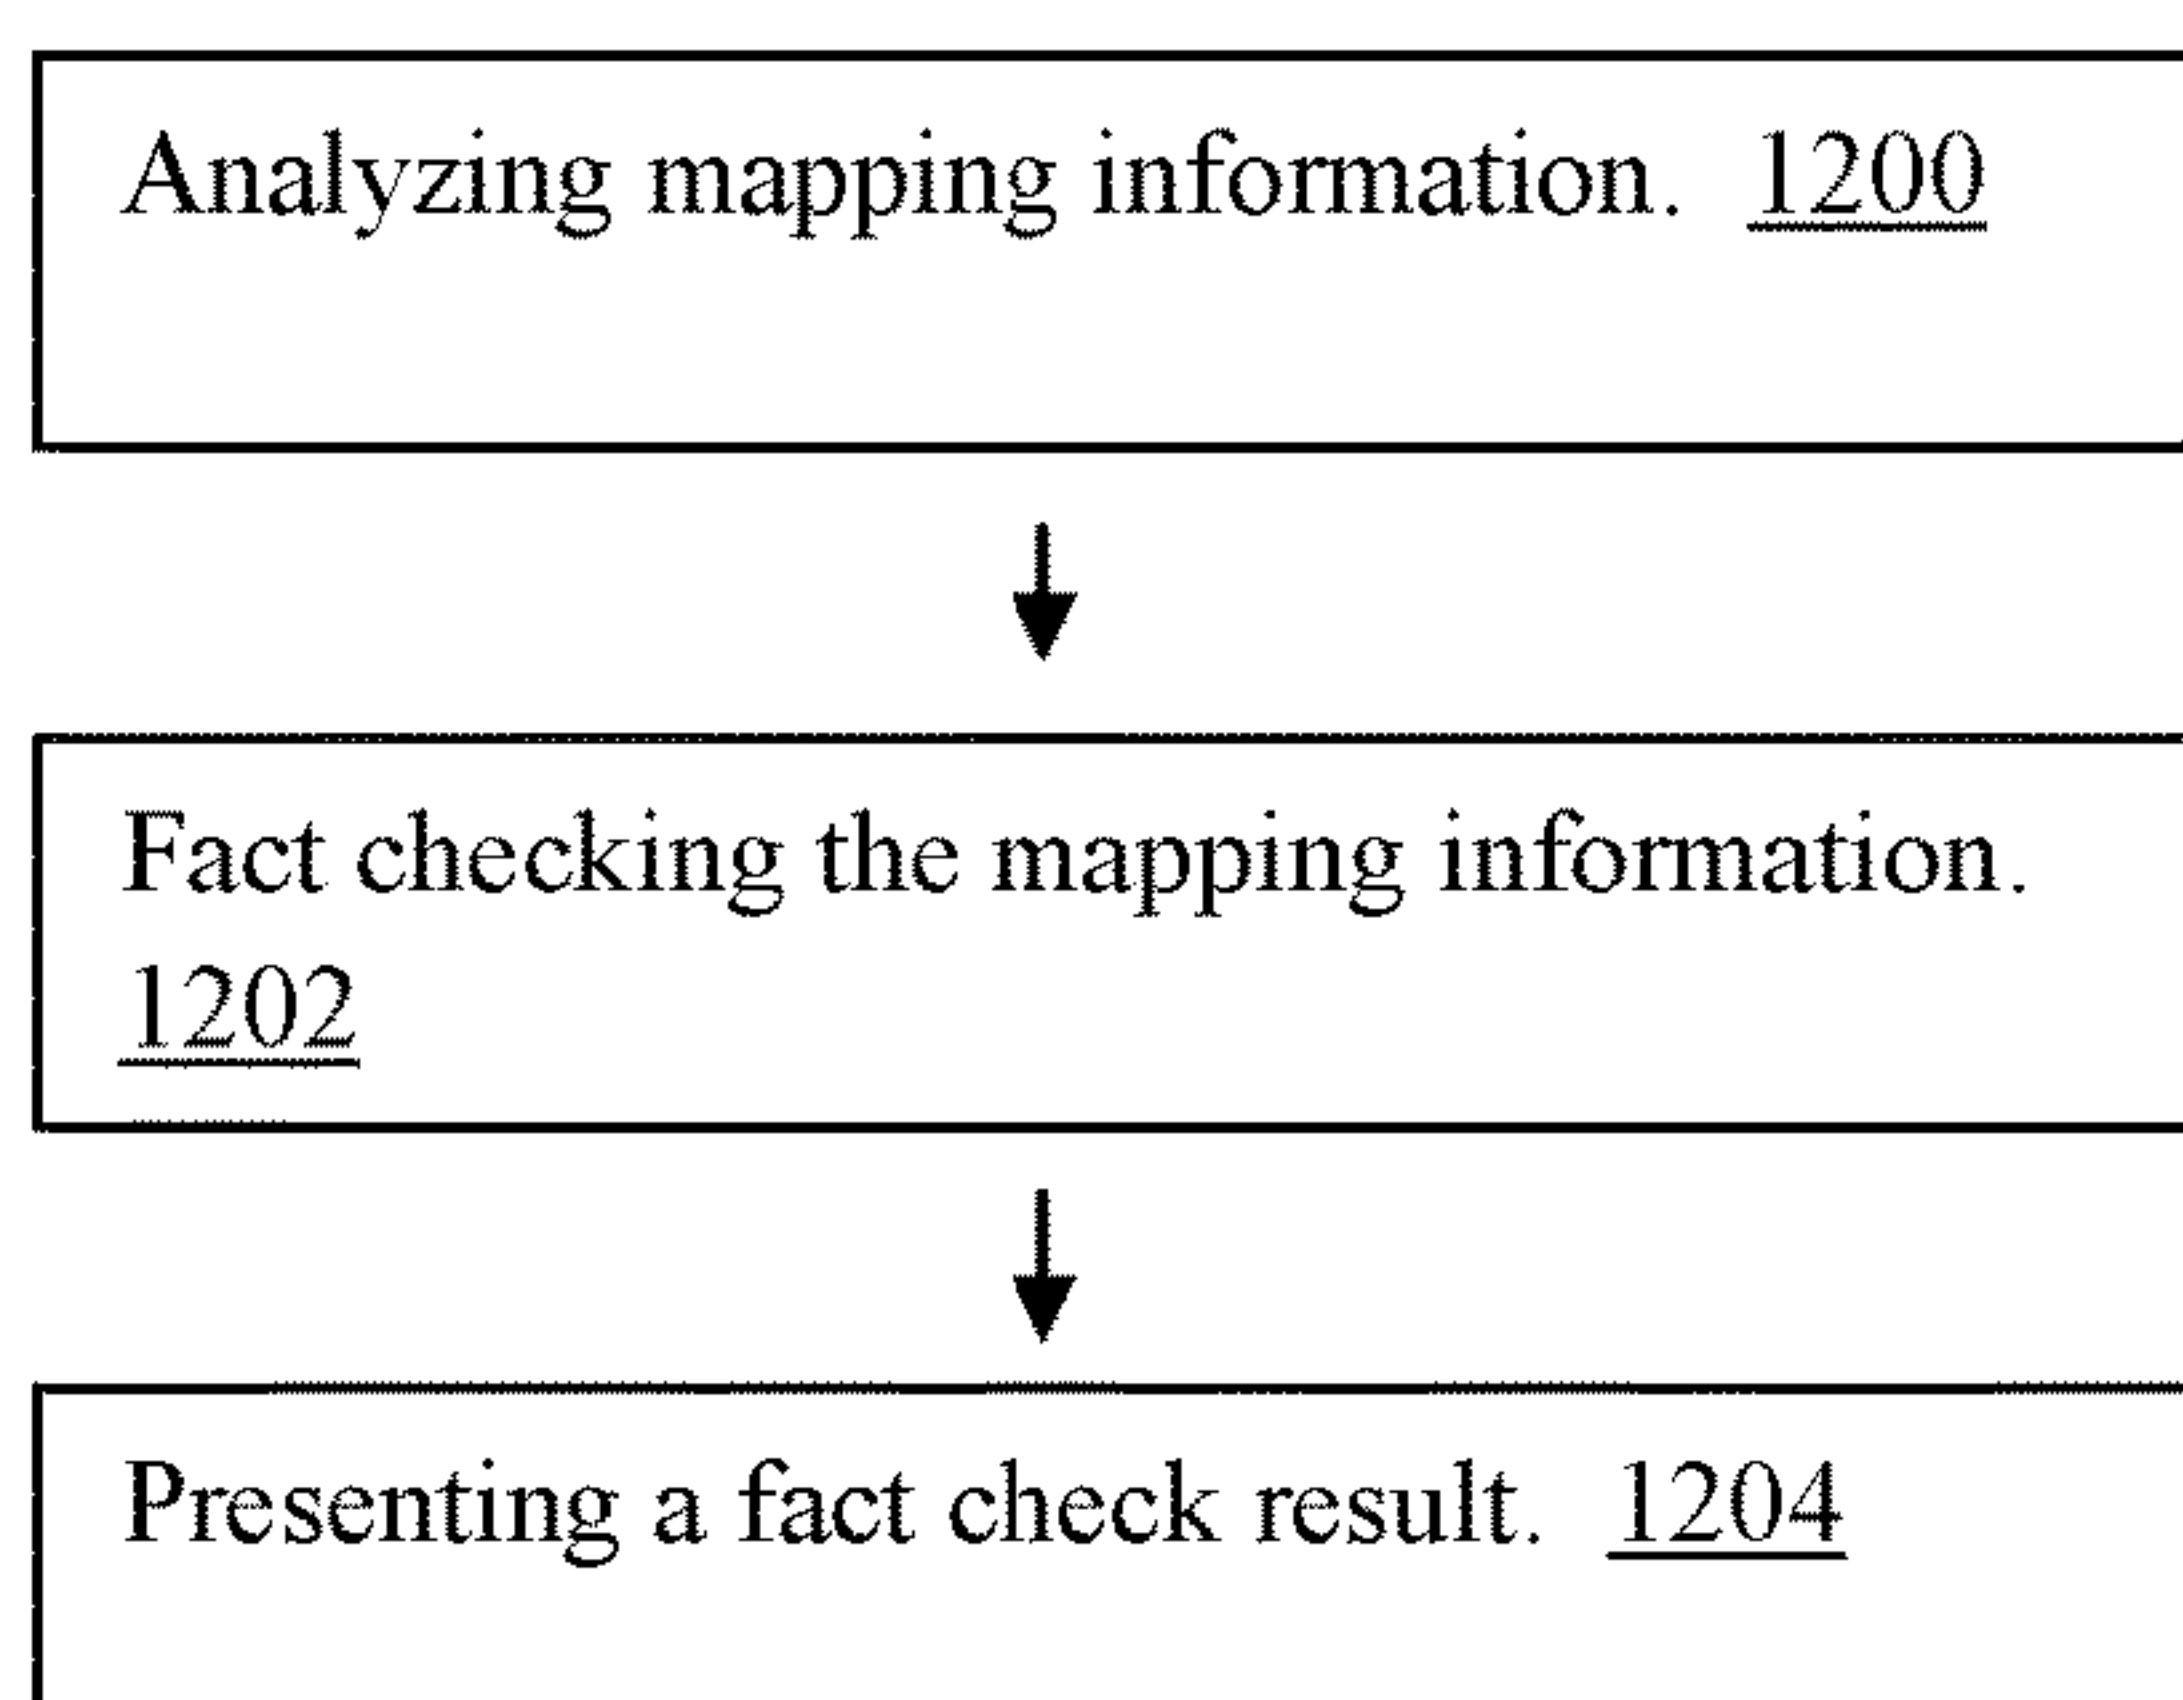 Analyzing mapping information. 1200
Fact checking the mapping information.
1202
Presenting a fact check result. 1204